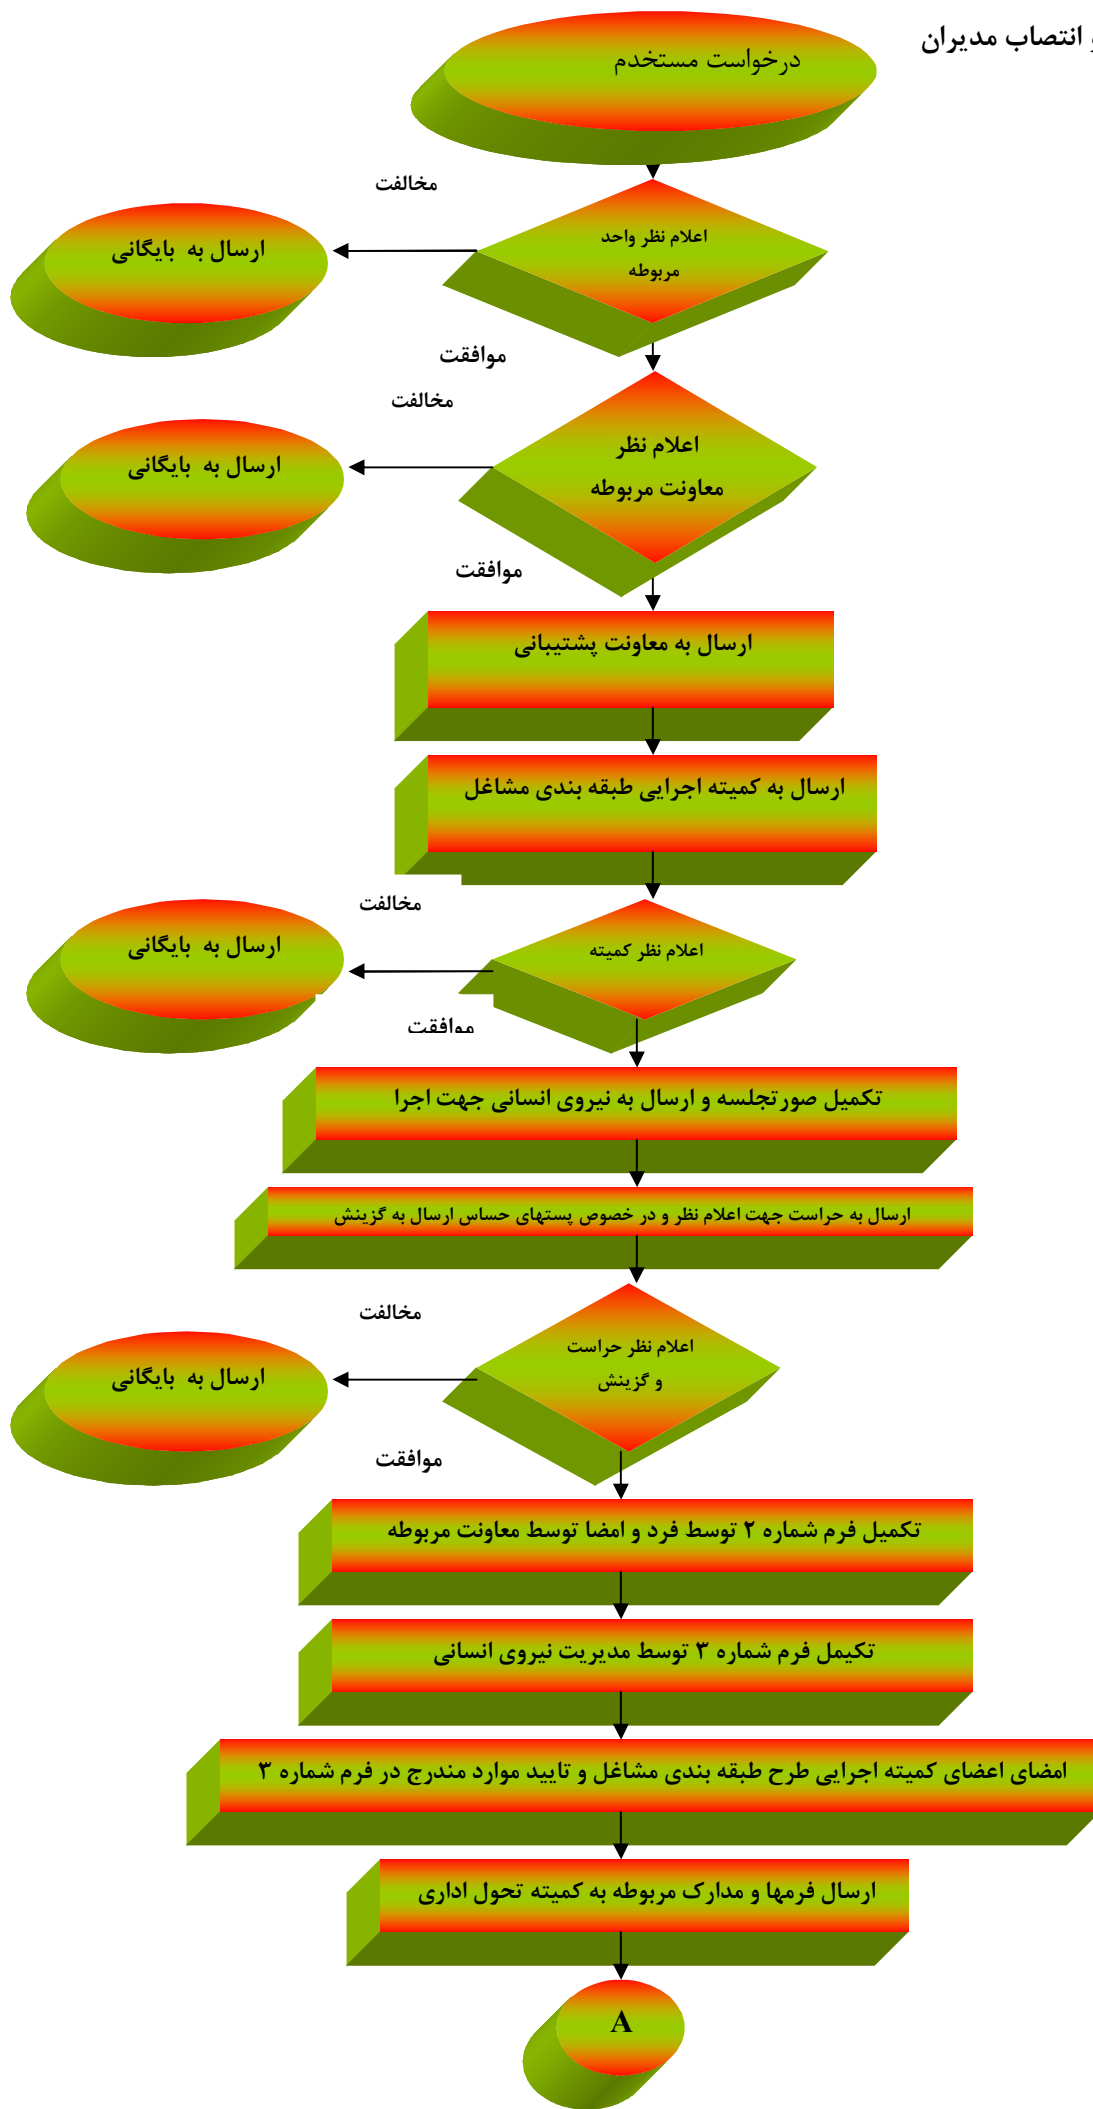 و انتصاب مدیران
درخواست مستخدم
مخالفت
اعلام نظر واحد
مربوطه
ارسال به بایگانی
موافقت
مخالفت
اعلام نظر
معاونت مربوطه
ارسال به بایگانی
موافقت
ارسال به معاونت پشتیبانی
ارسال به کمیته اجرایی طبقه بندی مشاغل
مخالفت
اعلام نظر کمیته
ارسال به بایگانی
موافقت
تکمیل صورتجلسه و ارسال به نیروی انسانی جهت اجرا
ارسال به حراست جهت اعلام نظر و در خصوص پستهای حساس ارسال به گزینش
مخالفت
اعلام نظر حراست
و گزینش
ارسال به بایگانی
موافقت
تکمیل فرم شماره ۲ توسط فرد و امضا توسط معاونت مربوطه
تکیمل فرم شماره ۳ توسط مدیریت نیروی انسانی
امضای اعضای کمیته اجرایی طرح طبقه بندی مشاغل و تایید موارد مندرج در فرم شماره ۳
ارسال فرمها و مدارک مربوطه به کمیته تحول اداری
A